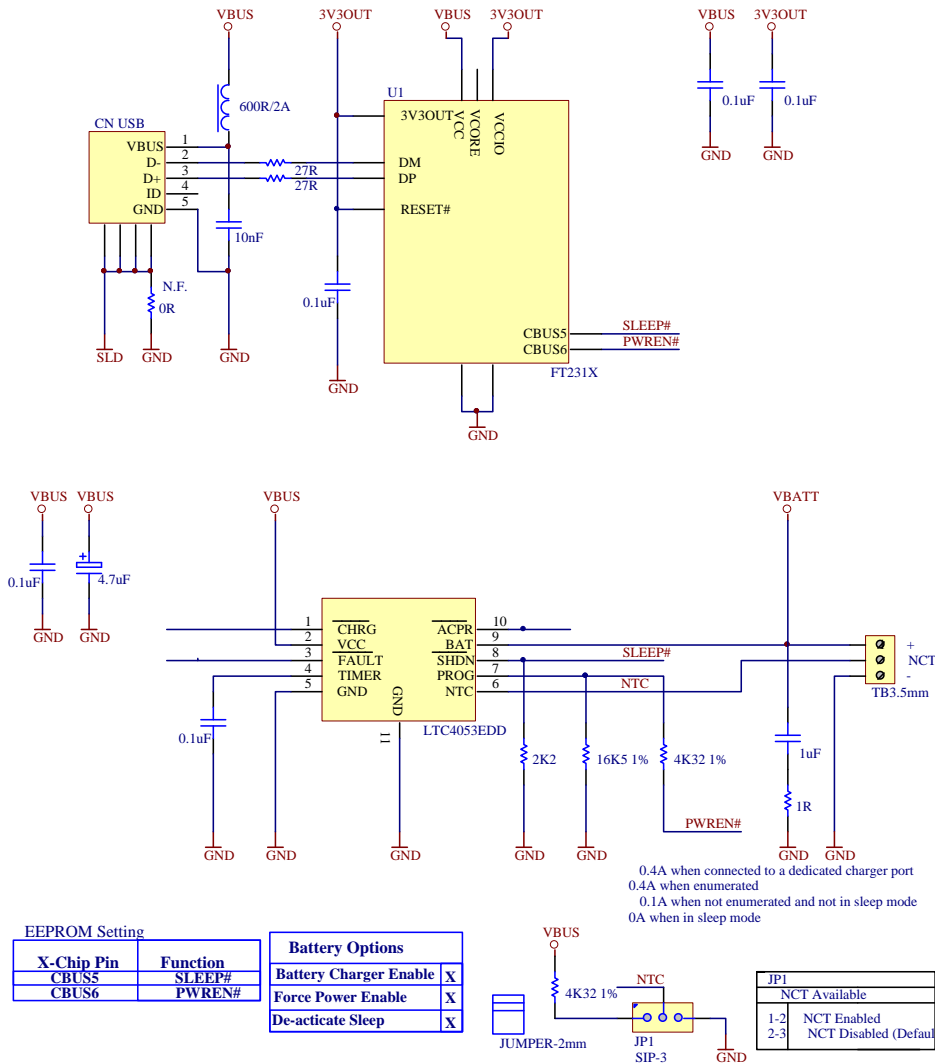 VBUS 3V3OUT VBUS 3V3OUT VBUS 3V3OUT
600R/2A
U1
0.1uF 0.1uF
3V3OUT VCC VCORE VCCIO
CN USB
VBUS 1
D- 2
D+ 3
ID 4
GND 5
27R
27R
DM
DP
RESET#
GND GND
10nF
N.F.
0R
0.1uF
SLD GND GND
GND
CBUS5 SLEEP#
CBUS6 PWREN#
FT231X
GND
VBUS VBUS VBUS VBATT
0.1uF + 4.7uF
GND GND
1 CHRG ACPR 10
2 VCC BAT 9
3 FAULT SHDN 8 SLEEP#
4 TIMER PROG 7
5 GND NTC 6 NTC
GND
11
LTC4053EDD
+
NCT
-
TB3.5mm
0.1uF
2K2 16K5 1% 4K32 1% 1uF
1R
PWREN#
GND GND GND GND GND GND GND
0.4A when connected to a dedicated charger port
0.4A when enumerated
0.1A when not enumerated and not in sleep mode
0A when in sleep mode
EEPROM Setting
X-Chip Pin Function
CBUS5 SLEEP#
CBUS6 PWREN#
Battery Options
Battery Charger Enable X
Force Power Enable X
De-acticate Sleep X
VBUS
4K32 1%
NTC
JUMPER-2mm
JP1
SIP-3
GND
JP1
NCT Available
1-2 NCT Enabled
2-3 NCT Disabled (Defaul